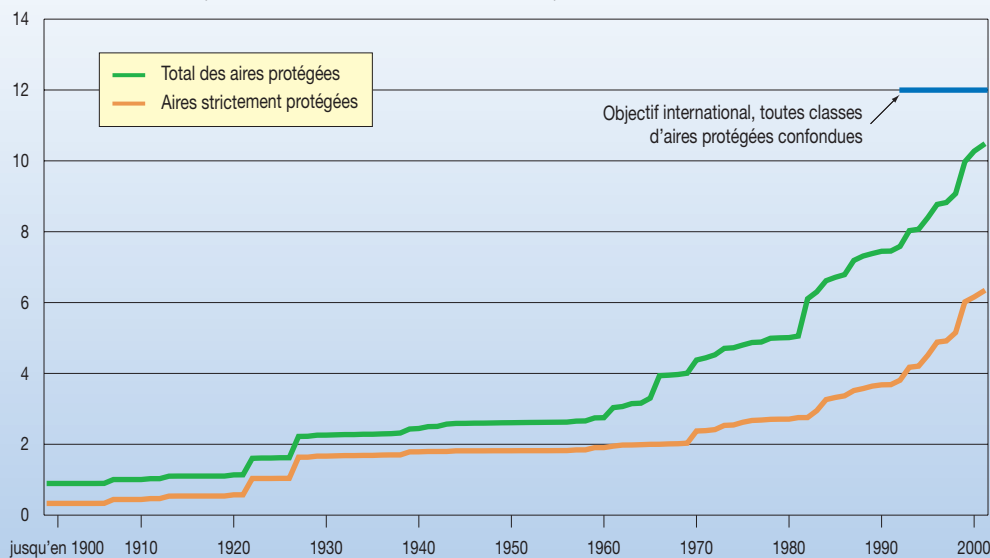 14
Total des aires protégées
Aires strictement protégées
12
Objectif international, toutes classes
d'aires protégées confondues
10
8
6
4
2
0
jusqu'en 1900 1910 1920 1930 1940 1950 1960 1970 1980 1990 2000